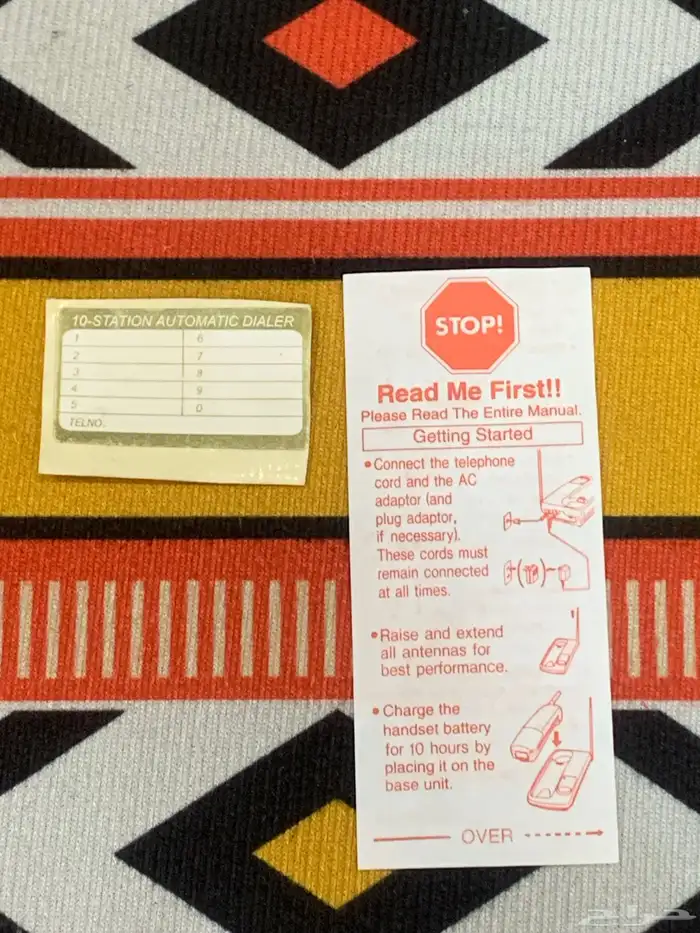 10-STATION AUTOMATIC DIALER
1 6
2 7
3 8
4 9
5 0
TELNO.
STOP!
Read Me First!!
Please Read The Entire Manual.
Getting Started
•Connect the telephone
cord and the AC
adaptor (and
plug adaptor,
if necessary).
These cords must
remain connected
at all times.
•Raise and extend
all antennas for
best performance.
•Charge the
handset battery
for 10 hours by
placing it on the
base unit.
OVER
حراج